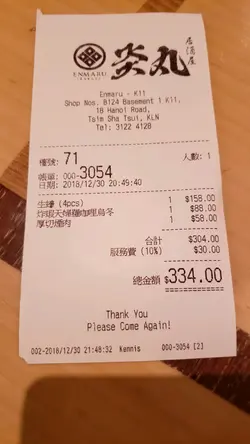 居酒屋
炎丸
ENMARU
Enmaru - K11
Shop Nos. B124 Basement 1 K11,
18 Hanoi Road,
Tsim Sha Tsui, KLN
Tel: 3122 4128
檯號: 71 人數: 1
帳單: 000-3054
日期: 2018/12/30 20:49:40
生蠔 (4pcs) 1 $158.00
炸蝦天婦羅咖哩烏冬 1 $88.00
厚切燶肉 1 $58.00
合計 $304.00
服務費 (10%) $30.00
總金額 $334.00
Thank You
Please Come Again!
002-2018/12/30 21:48:32 Kennis 000-3054 [2]